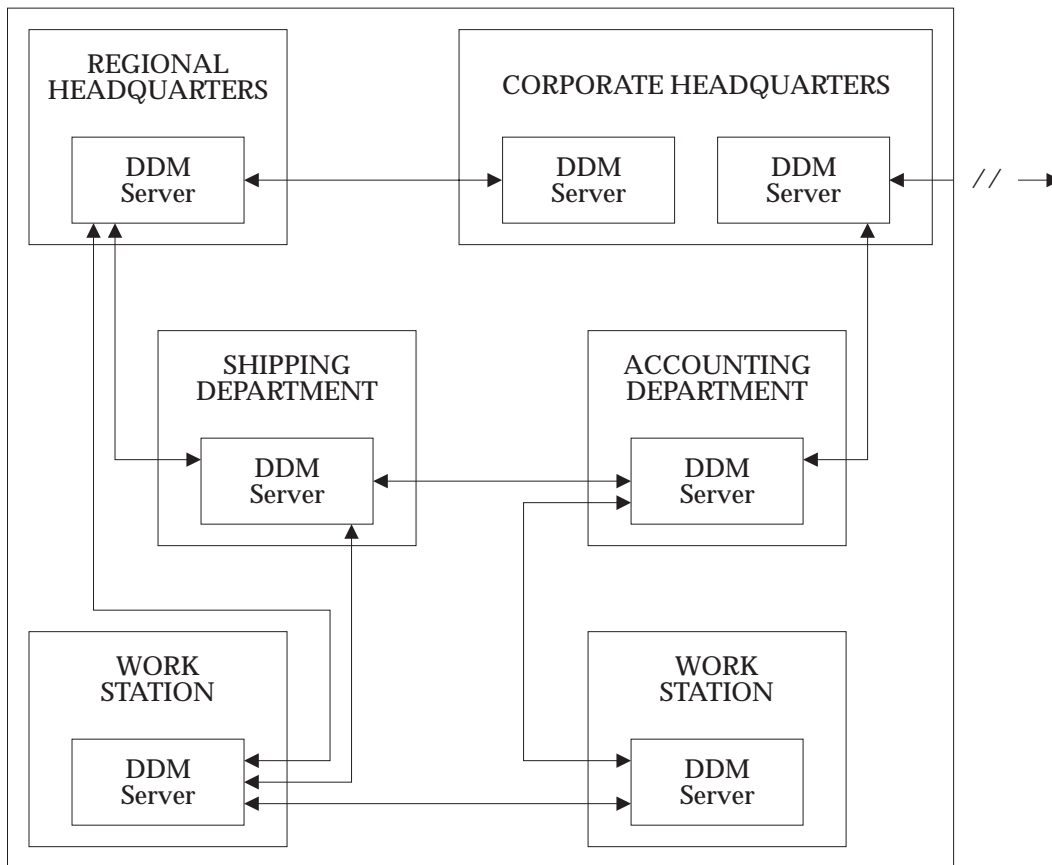 REGIONAL
HEADQUARTERS
DDM
Server
CORPORATE HEADQUARTERS
DDM
Server
DDM
Server
//
SHIPPING
DEPARTMENT
DDM
Server
ACCOUNTING
DEPARTMENT
DDM
Server
WORK
STATION
DDM
Server
WORK
STATION
DDM
Server